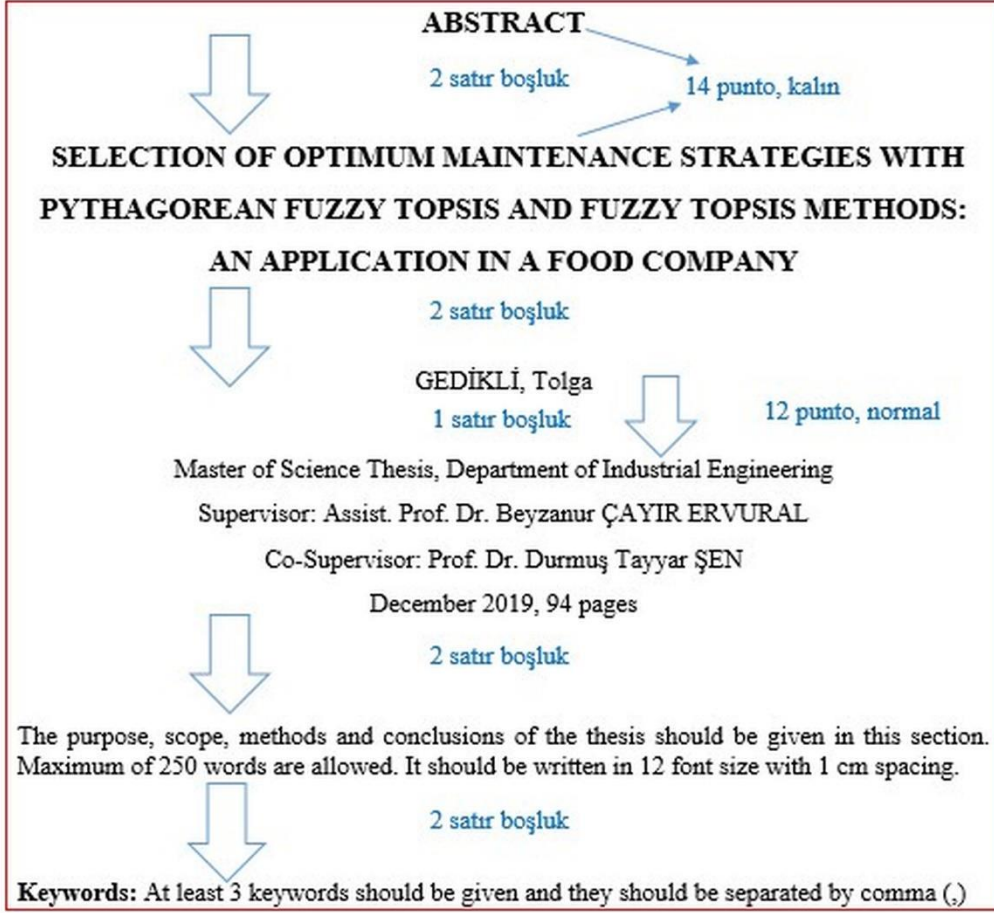 ABSTRACT
2 satır boşluk
14 punto, kalın
SELECTION OF OPTIMUM MAINTENANCE STRATEGIES WITH
PYTHAGOREAN FUZZY TOPSIS AND FUZZY TOPSIS METHODS:
AN APPLICATION IN A FOOD COMPANY
2 satır boşluk
GEDİKLİ, Tolga
1 satır boşluk
12 punto, normal
Master of Science Thesis, Department of Industrial Engineering
Supervisor: Assist. Prof. Dr. Beyzanur ÇAYIR ERVURAL
Co-Supervisor: Prof. Dr. Durmuş Tayyar ŞEN
December 2019, 94 pages
2 satır boşluk
The purpose, scope, methods and conclusions of the thesis should be given in this section.
Maximum of 250 words are allowed. It should be written in 12 font size with 1 cm spacing.
2 satır boşluk
Keywords: At least 3 keywords should be given and they should be separated by comma (,)